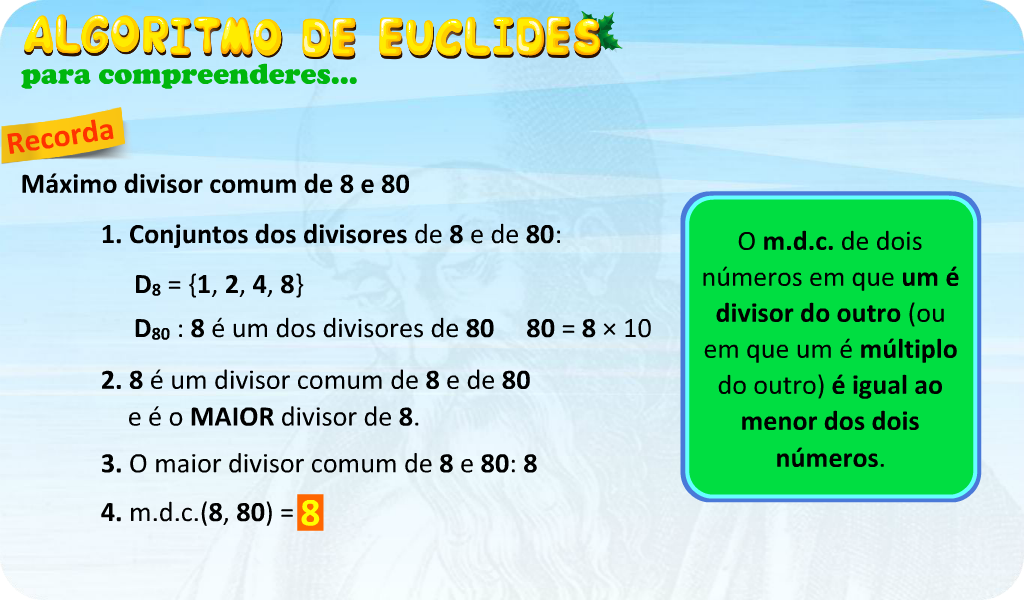 ALGORITMO DE EUCLIDES
para compreenderes...
Recorda
Máximo divisor comum de 8 e 80
1. Conjuntos dos divisores de 8 e de 80:
D₈ = {1, 2, 4, 8}
D₈₀ : 8 é um dos divisores de 80 80 = 8 × 10
2. 8 é um divisor comum de 8 e de 80
e é o MAIOR divisor de 8.
3. O maior divisor comum de 8 e 80: 8
4. m.d.c.(8, 80) = 8
O m.d.c. de dois
números em que um é
divisor do outro (ou
em que um é múltiplo
do outro) é igual ao
menor dos dois
números.